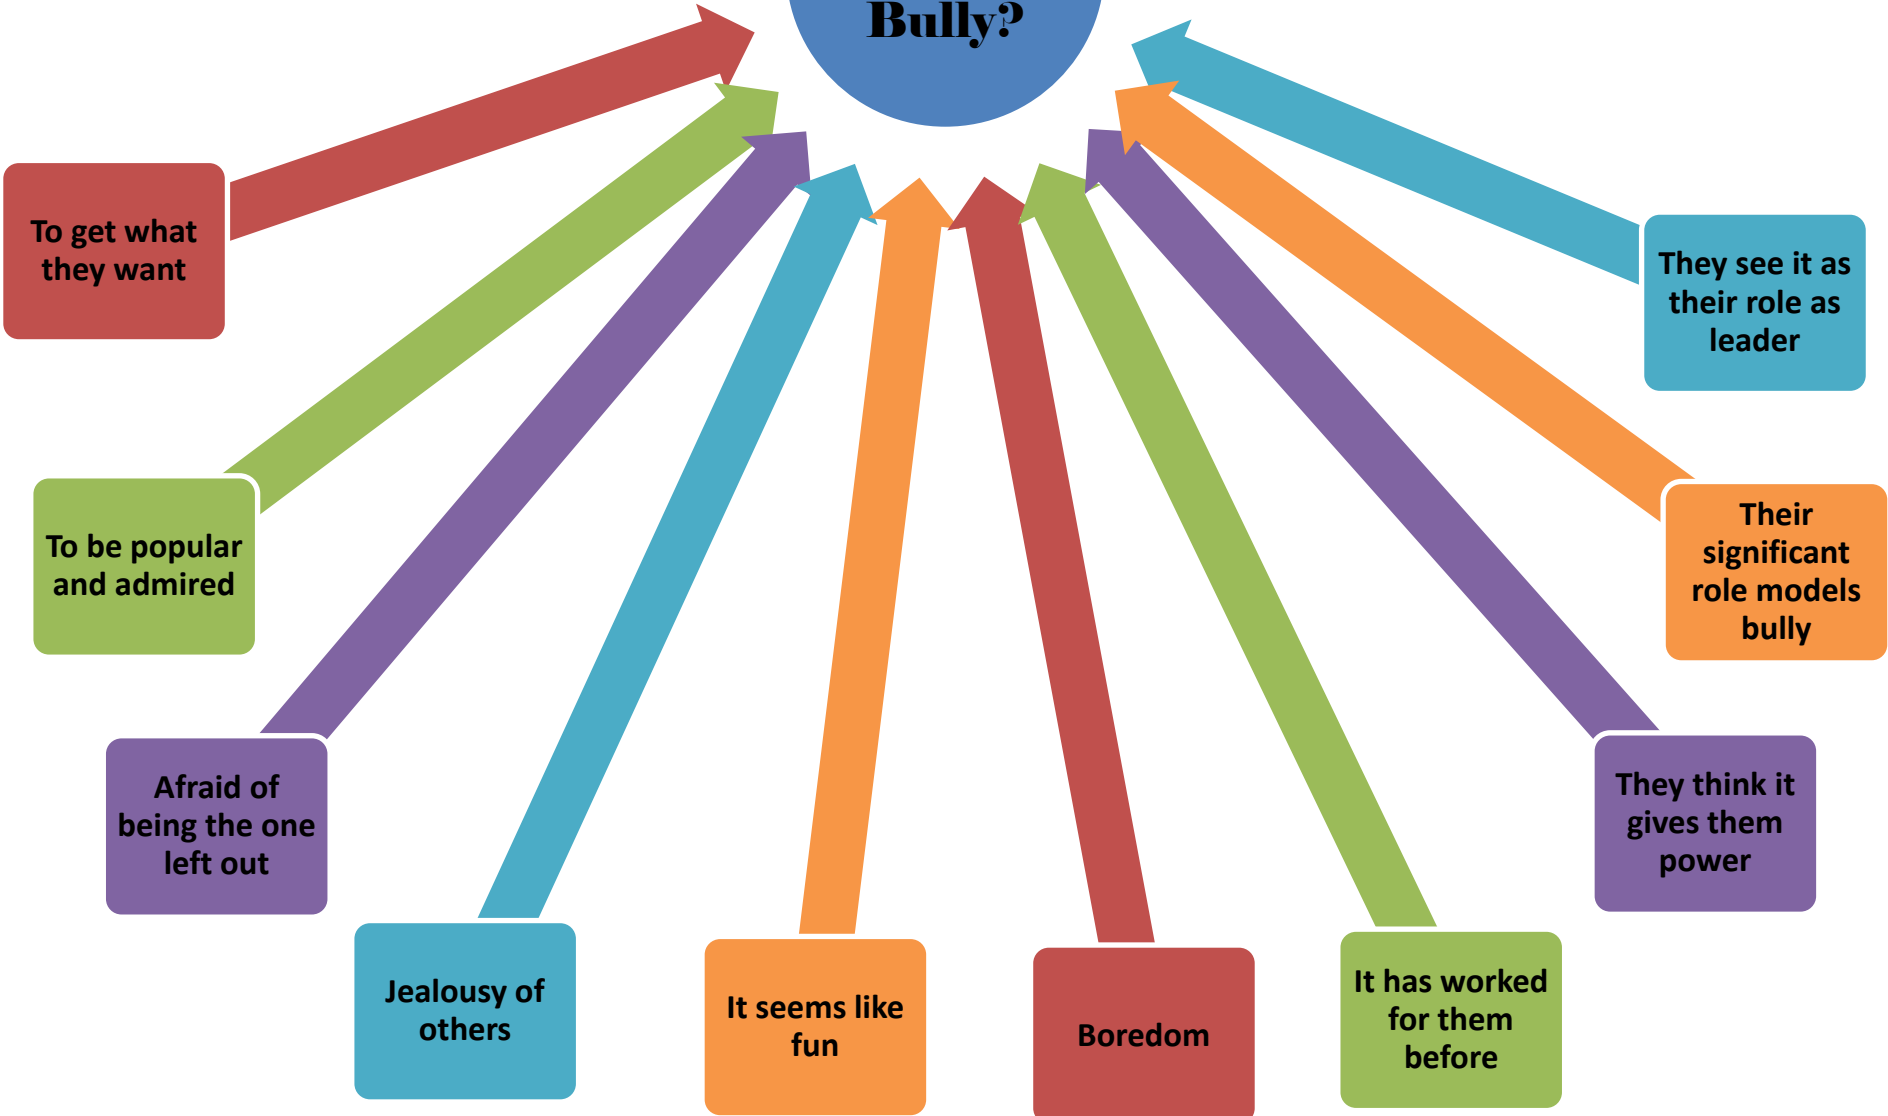 Bully?
To get what
they want
To be popular
and admired
Afraid of
being the one
left out
Jealousy of
others
It seems like
fun
Boredom
It has worked
for them
before
They think it
gives them
power
Their
significant
role models
bully
They see it as
their role as
leader